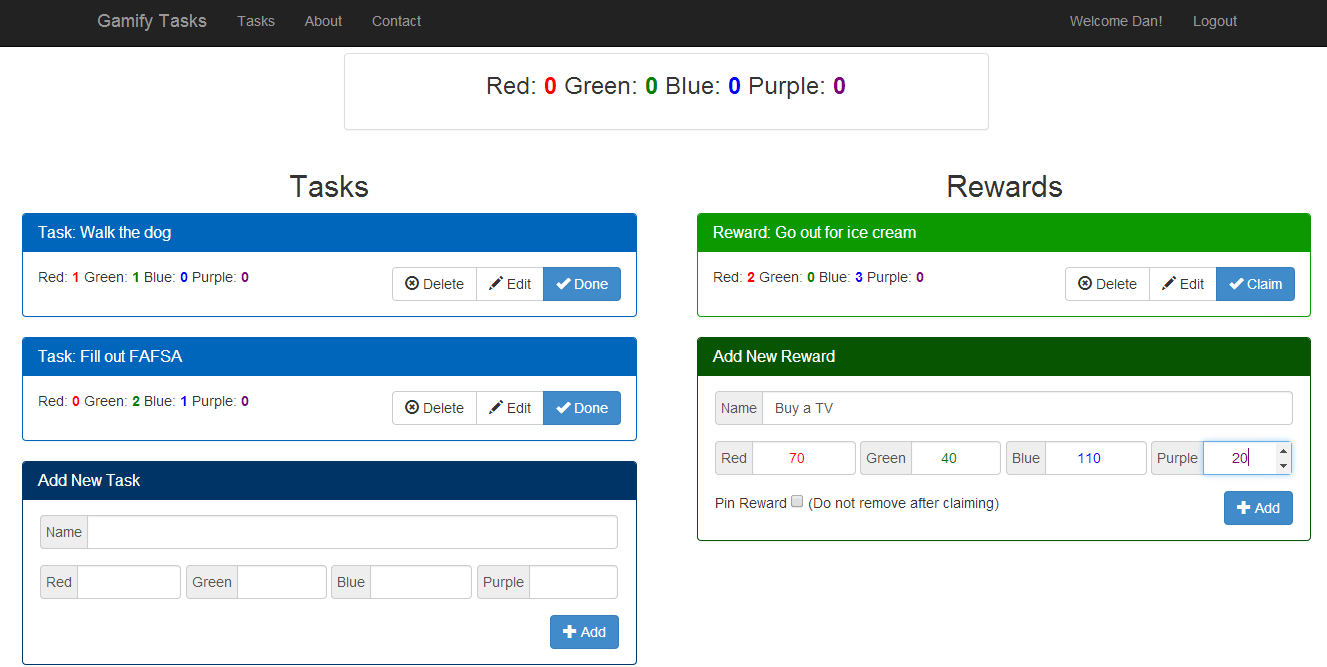 Gamify Tasks Tasks About Contact Welcome Dan! Logout
Red: 0 Green: 0 Blue: 0 Purple: 0
Tasks
Task: Walk the dog
Red: 1 Green: 1 Blue: 0 Purple: 0 Delete Edit Done
Task: Fill out FAFSA
Red: 0 Green: 2 Blue: 1 Purple: 0 Delete Edit Done
Add New Task
Name
Red Green Blue Purple
Add
Rewards
Reward: Go out for ice cream
Red: 2 Green: 0 Blue: 3 Purple: 0 Delete Edit Claim
Add New Reward
Name Buy a TV
Red 70 Green 40 Blue 110 Purple 20
Pin Reward (Do not remove after claiming) Add